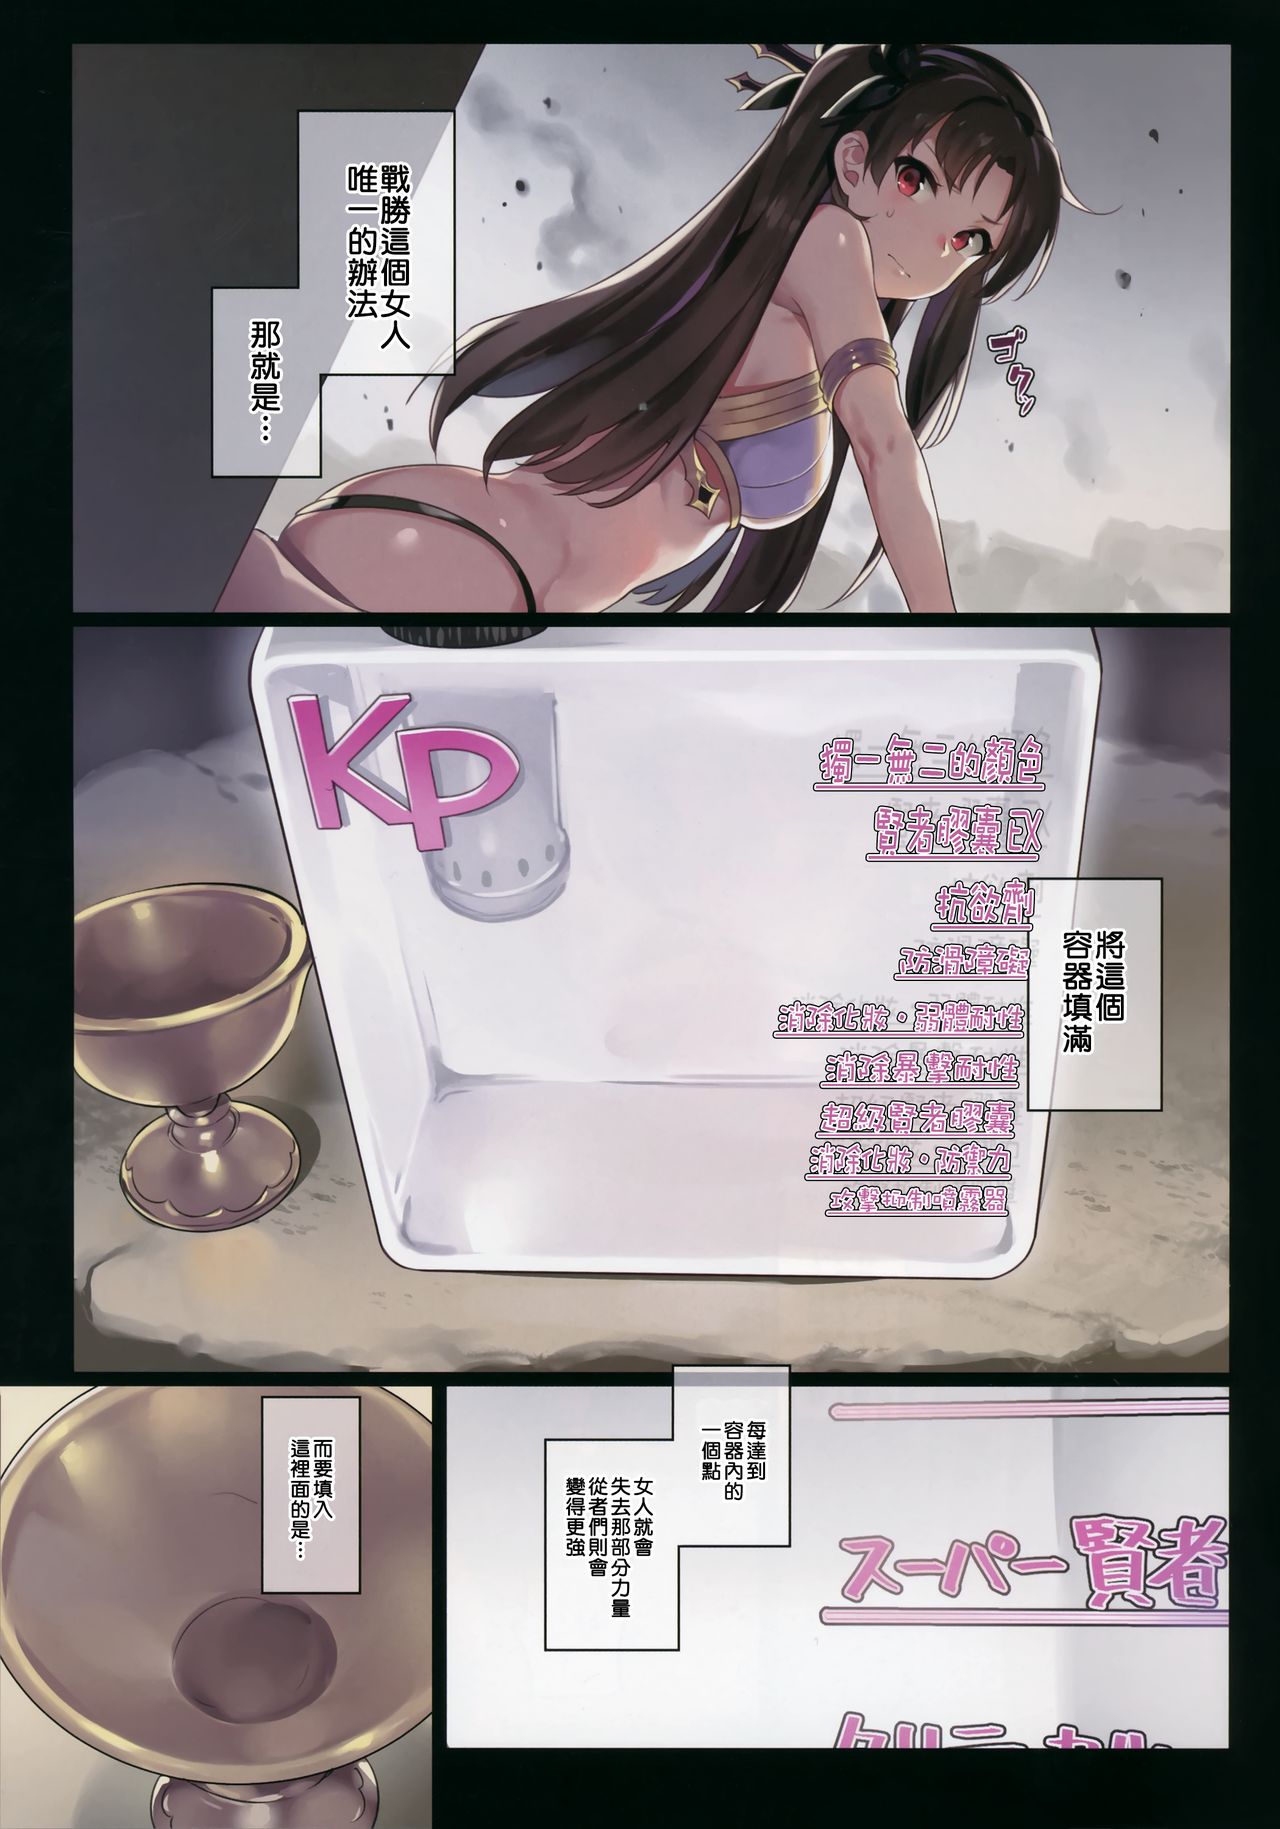 戰勝這個女人
唯一的辦法
那就是…
ゴクッ
KP
獨一無二的顏色
賢者膠囊EX
抗欲劑
防滑障礙
消除化妝・弱體耐性
消除暴擊耐性
超級賢者膠囊
消除化妝・防禦力
攻擊抑制噴霧器
將這個
容器填滿
每達到
容器內的
一個點
女人就會
失去那部分力量
從者們則會
變得更強
スーパー賢者
而要填入
這裡面的是…